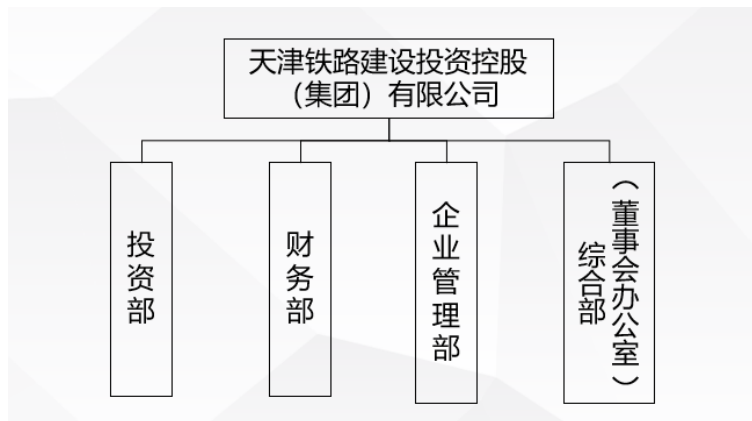 天津铁路建设投资控股
（集团）有限公司
投资部
财务部
企业管理部
综合部
（董事会办公室）